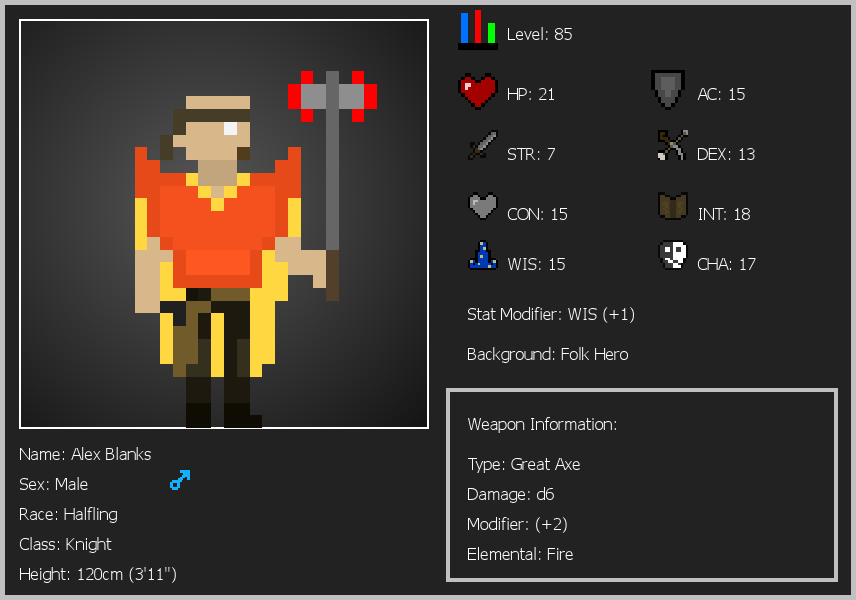 Level: 85
HP: 21
AC: 15
STR: 7
DEX: 13
CON: 15
INT: 18
WIS: 15
CHA: 17
Stat Modifier: WIS (+1)
Background: Folk Hero
Weapon Information:
Type: Great Axe
Damage: d6
Modifier: (+2)
Elemental: Fire
Name: Alex Blanks
Sex: Male
Race: Halfling
Class: Knight
Height: 120cm (3'11")